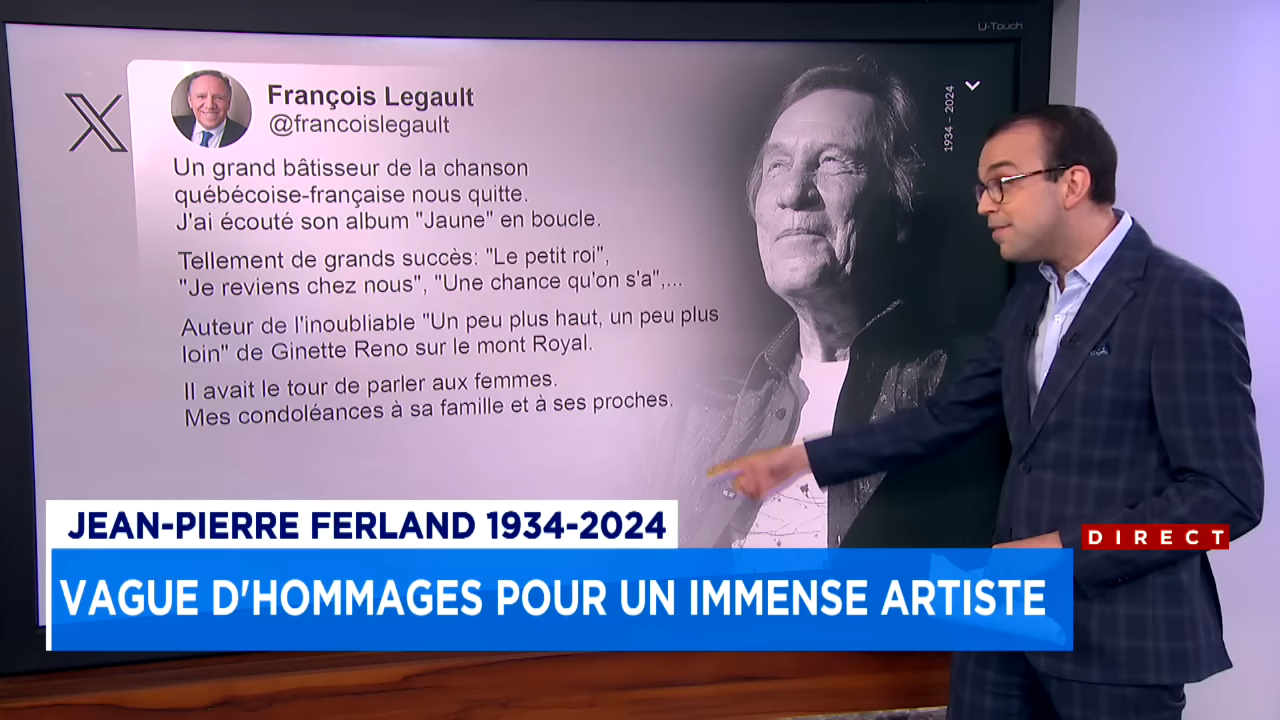 U-Touch
François Legault
@francoislegault
1934 - 2024
Un grand bâtisseur de la chanson
québécoise-française nous quitte.
J'ai écouté son album "Jaune" en boucle.
Tellement de grands succès: "Le petit roi",
"Je reviens chez nous", "Une chance qu'on s'a",...
Auteur de l'inoubliable "Un peu plus haut, un peu plus
loin" de Ginette Reno sur le mont Royal.
Il avait le tour de parler aux femmes.
Mes condoléances à sa famille et à ses proches.
JEAN-PIERRE FERLAND 1934-2024
DIRECT
VAGUE D'HOMMAGES POUR UN IMMENSE ARTISTE